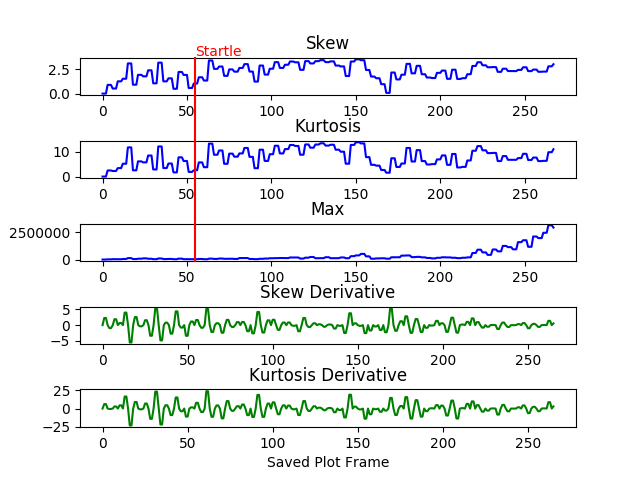 Startle
Skew
2.5
0.0
0 50 100 150 200 250
Kurtosis
10
0
0 50 100 150 200 250
Max
2500000
0
0 50 100 150 200 250
Skew Derivative
5
0
−5
0 50 100 150 200 250
Kurtosis Derivative
25
0
−25
0 50 100 150 200 250
Saved Plot Frame